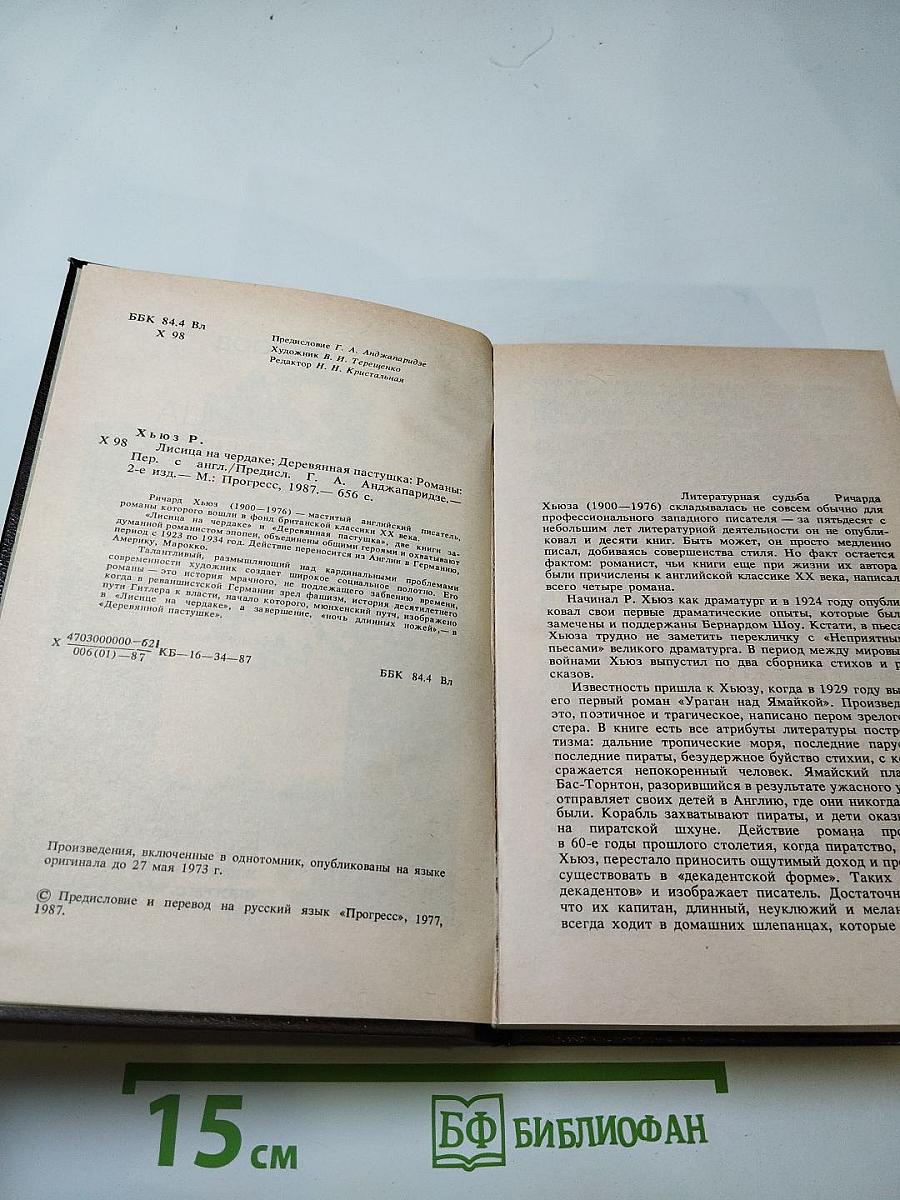 ББК 84.4 Вл
Х 98
Предисловие Г. А. Анджапаридзе
Художник В. И. Терещенко
Редактор Н. Н. Кристальная
Хьюз Р.
Х 98 Лисица на чердаке; Деревянная пастушка: Романы:
Пер. с англ./Предисл. Г. А. Анджапаридзе.—
2-е изд.— М.: Прогресс, 1987.— 656 с.
Ричард Хьюз (1900—1976) — маститый английский писатель,
романы которого вошли в фонд британской классики XX века.
«Лисица на чердаке» и «Деревянная пастушка», две книги за-
думанной романистом эпопеи, объединены общими героями и охватывают
период с 1923 по 1934 год. Действие переносится из Англии в Германию,
Америку, Марокко.
Талантливый, размышляющий над кардинальными проблемами
современности художник создает широкое социальное полотно. Его
романы — это история мрачного, не подлежащего забвению времени,
когда в реваншистской Германии зрел фашизм, история десятилетнего
пути Гитлера к власти, начало которого, мюнхенский путч, изображено
в «Лисице на чердаке», а завершение, «ночь длинных ножей»,— в
«Деревянной пастушке».
Х 4703000000—621
006(01)—87 КБ—16—34—87
ББК 84.4 Вл
Произведения, включенные в однотомник, опубликованы на языке
оригинала до 27 мая 1973 г.
© Предисловие и перевод на русский язык «Прогресс», 1977,
1987.
Литературная судьба Ричарда
Хьюза (1900—1976) складывалась не совсем обычно для
профессионального западного писателя — за пятьдесят с
небольшим лет литературной деятельности он не опубли-
ковал и десяти книг. Быть может, он просто медленно
писал, добиваясь совершенства стиля. Но факт остается
фактом: романист, чьи книги еще при жизни их автора
были причислены к английской классике XX века, написал
всего четыре романа.
Начинал Р. Хьюз как драматург и в 1924 году опубли
ковал свои первые драматические опыты, которые был
замечены и поддержаны Бернардом Шоу. Кстати, в пьеса
Хьюза трудно не заметить перекличку с «Неприятным
пьесами» великого драматурга. В период между мировы
войнами Хьюз выпустил по два сборника стихов и р
сказов.
Известность пришла к Хьюзу, когда в 1929 году вы
его первый роман «Ураган над Ямайкой». Произвед
это, поэтичное и трагическое, написано пером зрелог
стера. В книге есть все атрибуты литературы постро
тизма: дальние тропические моря, последние пару
последние пираты, безудержное буйство стихии, с ко
сражается непокоренный человек. Ямайский пла
Бас-Торнтон, разорившийся в результате ужасного у
отправляет своих детей в Англию, где они никогда
были. Корабль захватывают пираты, и дети оказ
на пиратской шхуне. Действие романа про
в 60-е годы прошлого столетия, когда пиратство,
Хьюз, перестало приносить ощутимый доход и пр
существовать в «декадентской форме». Таких
декадентов» и изображает писатель. Достаточн
что их капитан, длинный, неуклюжий и мелан
всегда ходит в домашних шлепанцах, которые
15 см
БФ БИБЛИОФАН